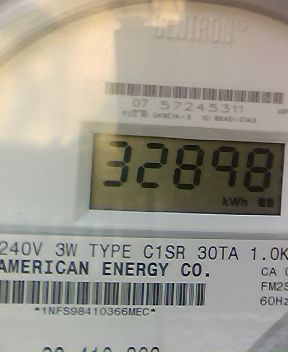 CENTRON®
07 57245311
32898
kWh
240V 3W TYPE C1SR 30TA 1.0K
AMERICAN ENERGY CO.
CA
FM2S
60Hz
*1NFS98410366MEC*